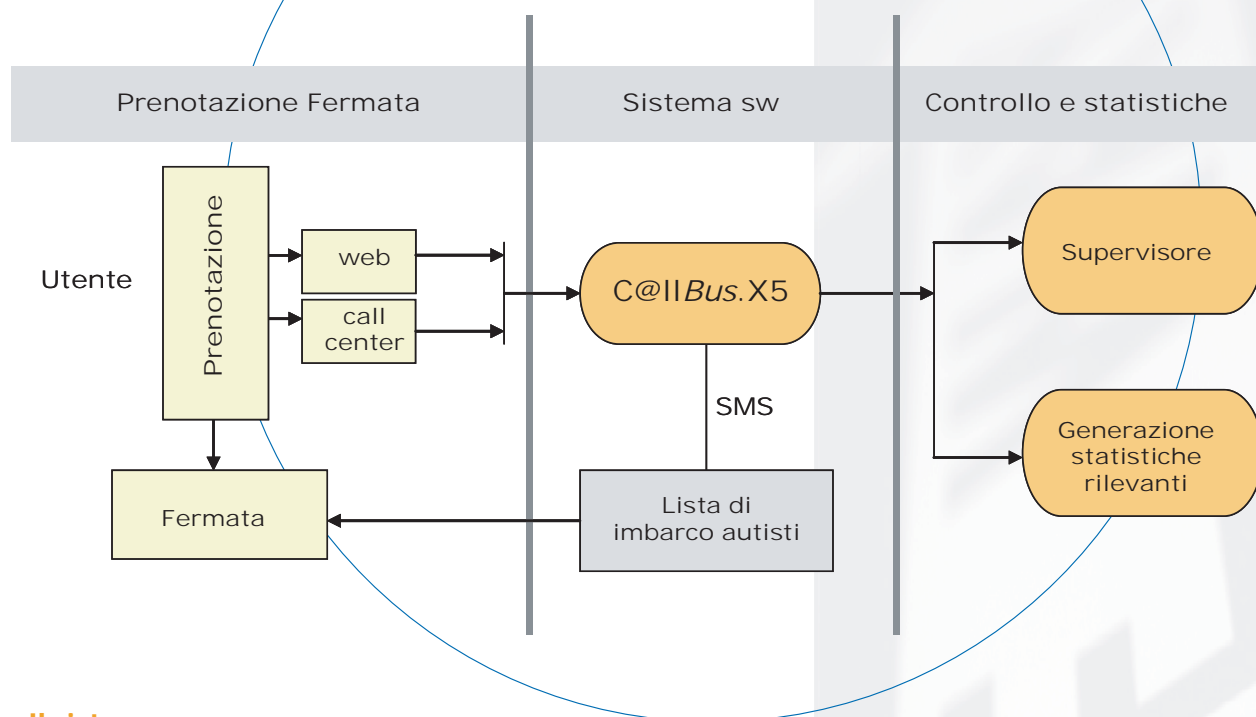 Prenotazione Fermata
Sistema sw
Controllo e statistiche
Utente
Prenotazione
web
call
center
Fermata
C@llBus.X5
SMS
Lista di
imbarco autisti
Supervisore
Generazione
statistiche
rilevanti